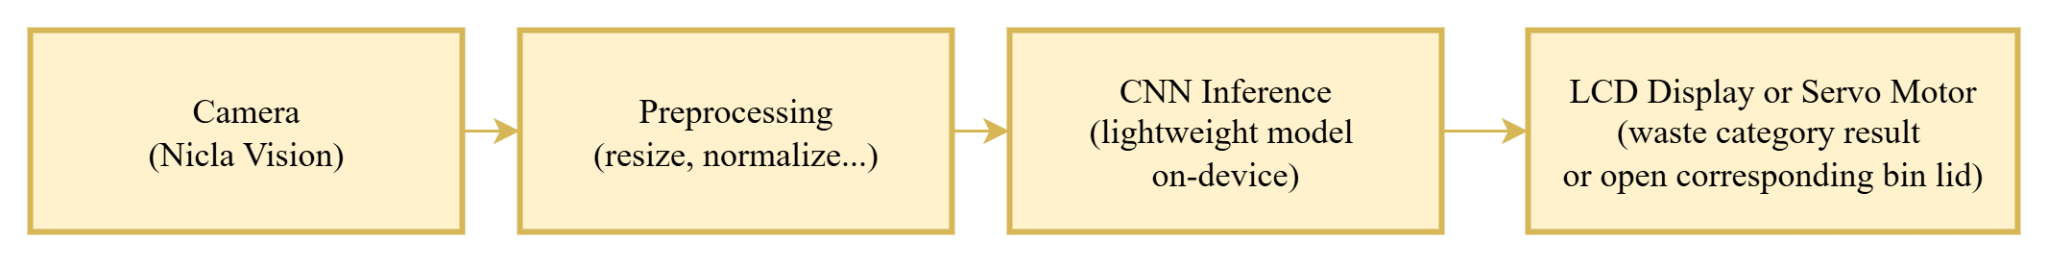 Camera
(Nicla Vision)
Preprocessing
(resize, normalize...)
CNN Inference
(lightweight model
on-device)
LCD Display or Servo Motor
(waste category result
or open corresponding bin lid)